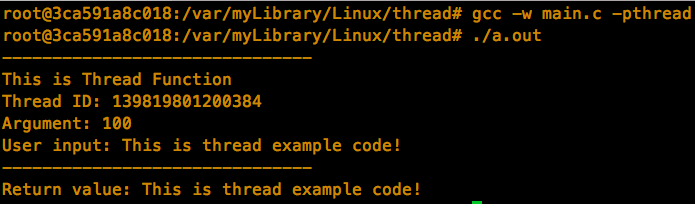 root@3ca591a8c018:/var/myLibrary/Linux/thread# gcc -w main.c -pthread
root@3ca591a8c018:/var/myLibrary/Linux/thread# ./a.out
-------------------------------
This is Thread Function
Thread ID: 139819801200384
Argument: 100
User input: This is thread example code!
-------------------------------
Return value: This is thread example code!